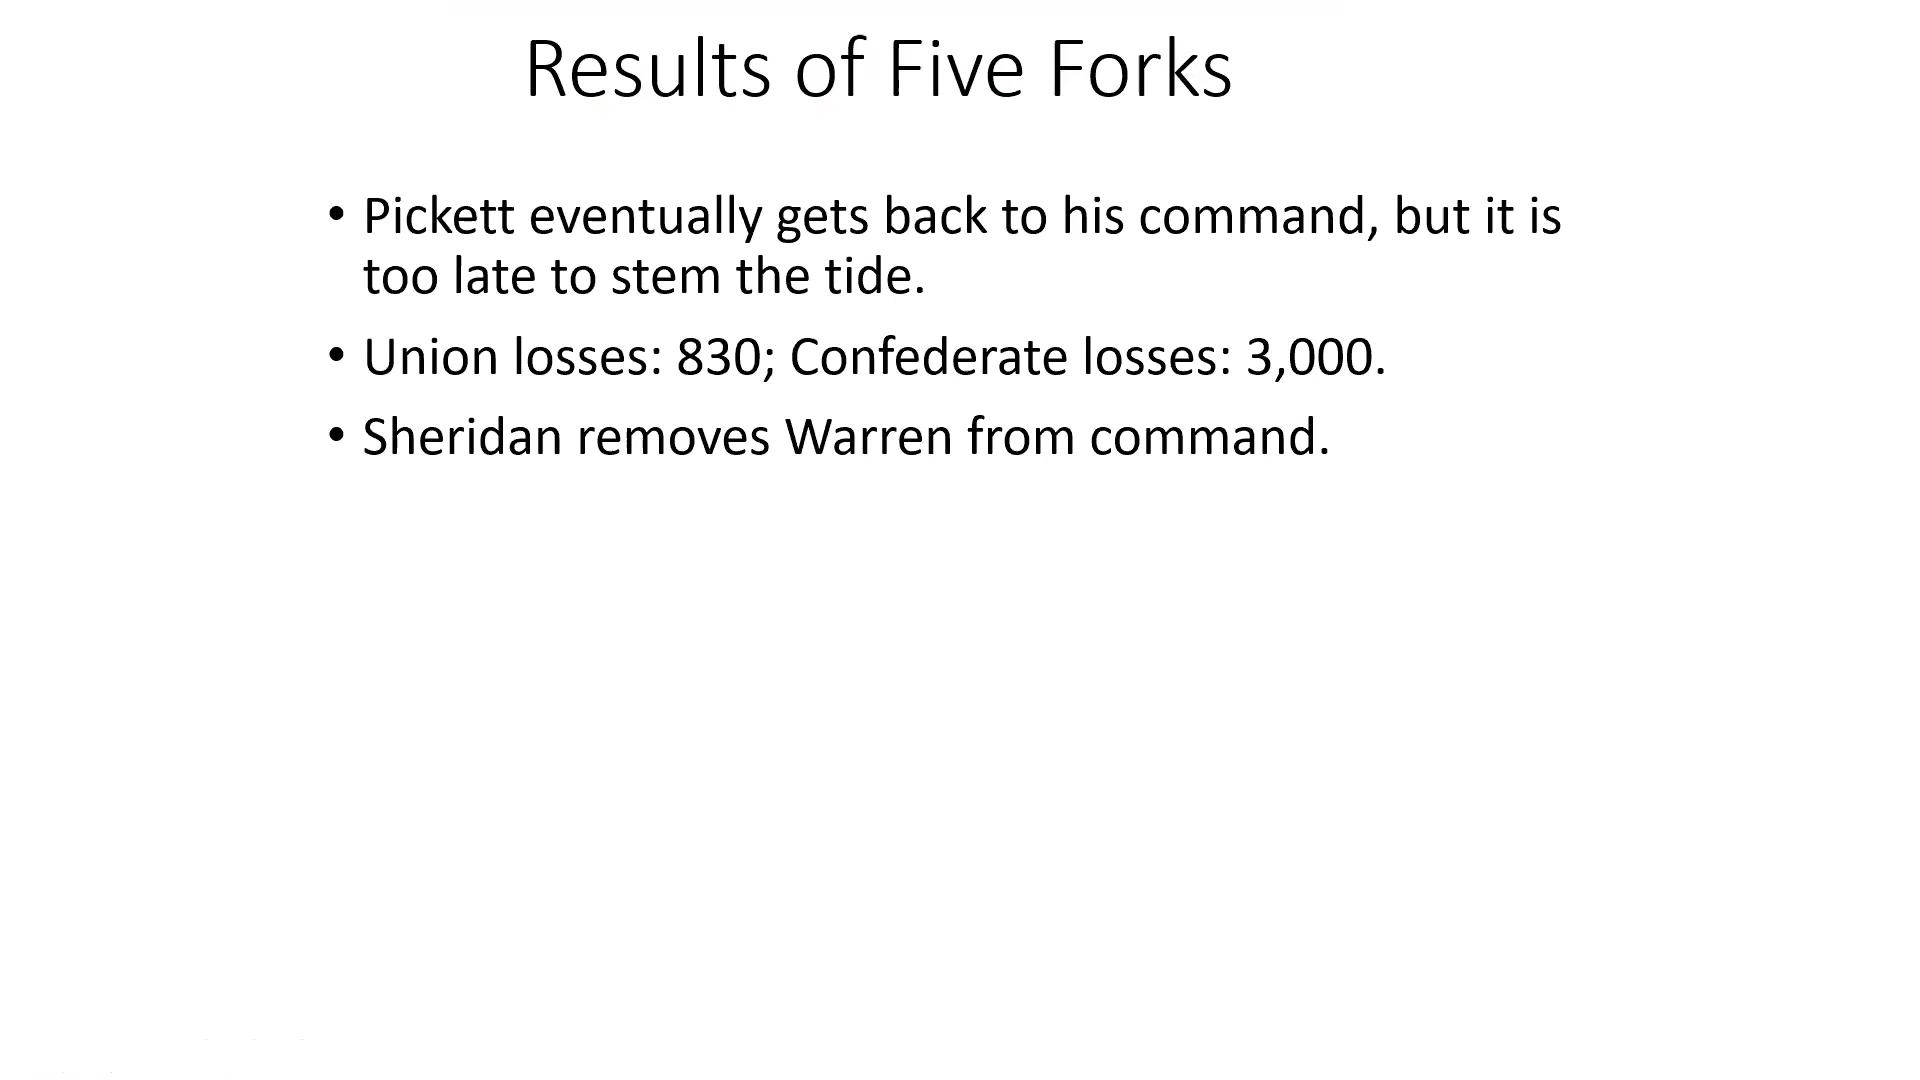 Results of Five Forks
• Pickett eventually gets back to his command, but it is
too late to stem the tide.
• Union losses: 830; Confederate losses: 3,000.
• Sheridan removes Warren from command.